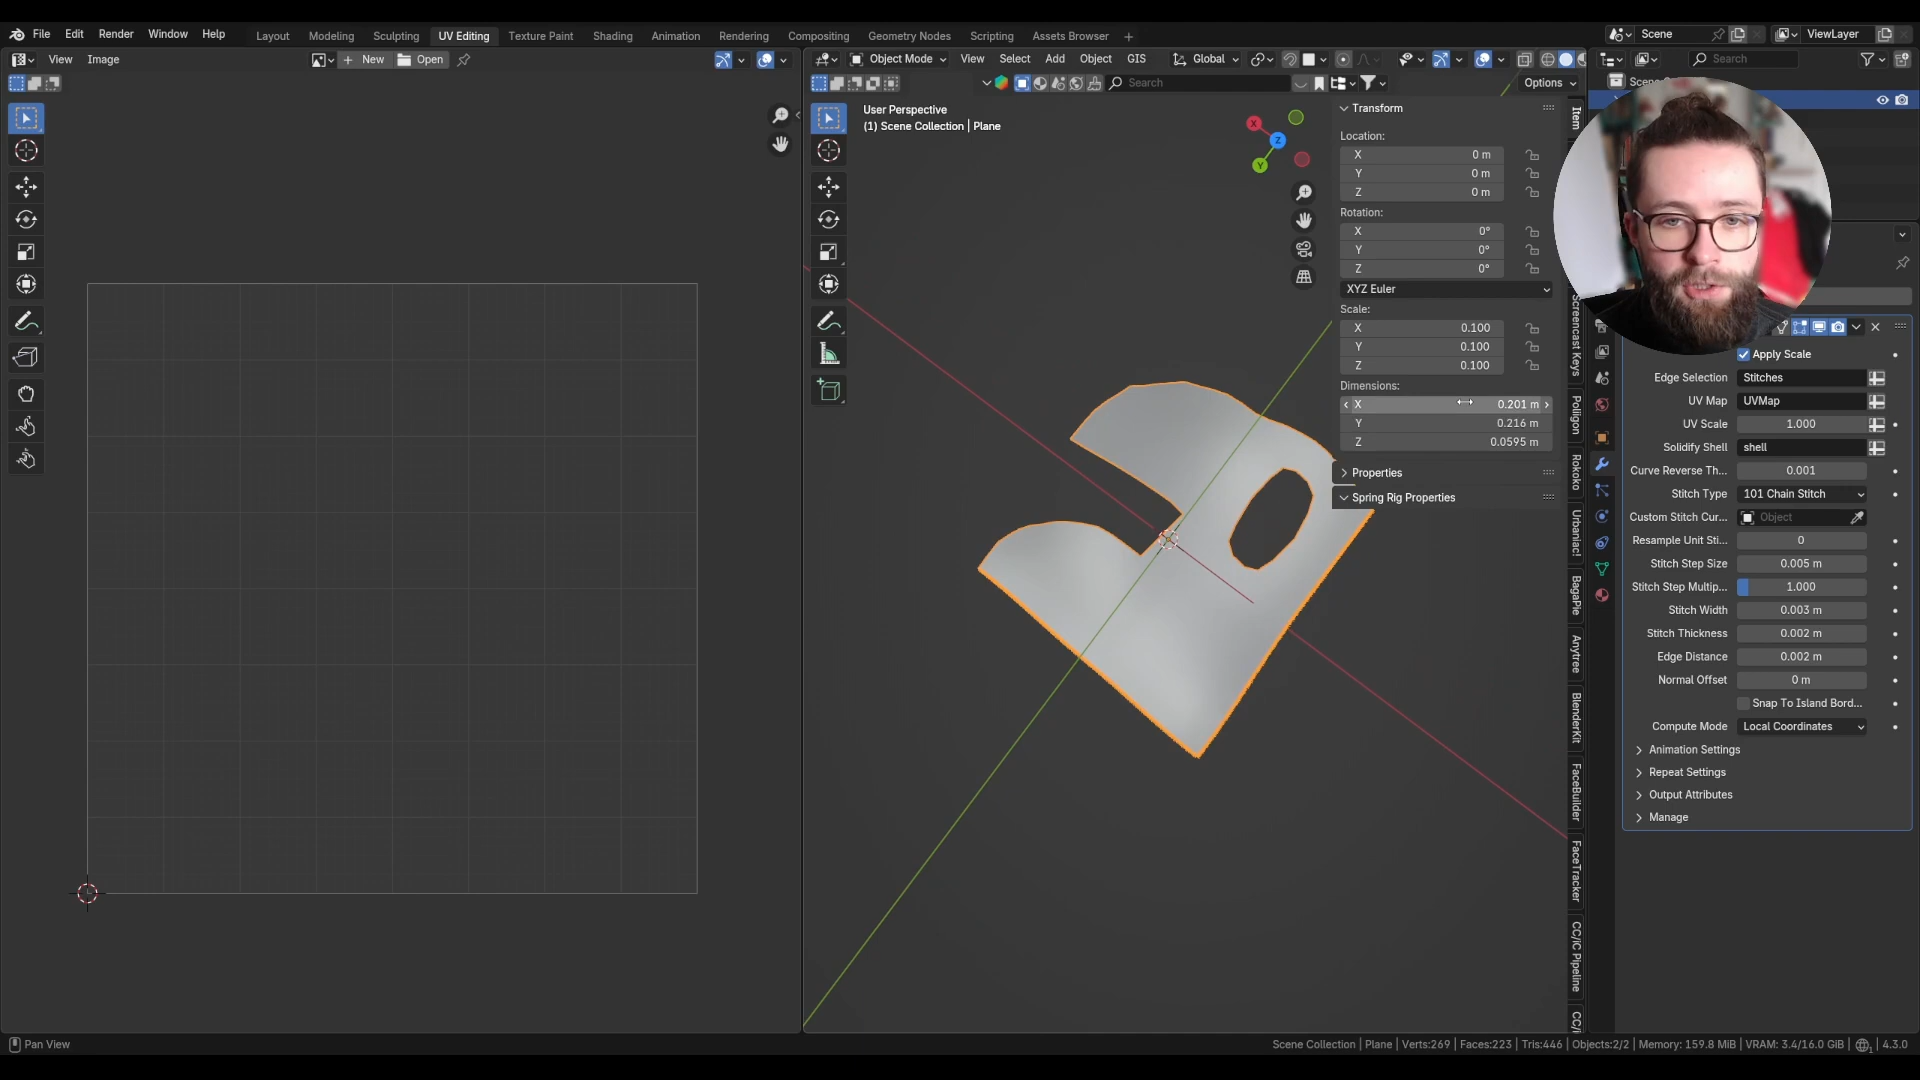 File Edit Render Window Help Layout Modeling Sculpting UV Editing Texture Paint Shading Animation Rendering Compositing Geometry Nodes Scripting Assets Browser + Scene ViewLayer
View Image New Open
Object Mode View Select Add Object GIS Global
Search
Search Options
User Perspective
(1) Scene Collection | Plane
X
Z
Y
Transform
Location:
X 0 m
Y 0 m
Z 0 m
Rotation:
X 0°
Y 0°
Z 0°
XYZ Euler
Scale:
X 0.100
Y 0.100
Z 0.100
Dimensions:
X 0.201 m
Y 0.216 m
Z 0.0595 m
Properties
Spring Rig Properties
Item
Screencast Keys
Poliigon
Rokoko
Urbaniac!
BagaPie
Anytree
BlenderKit
FaceBuilder
FaceTracker
CC/iC Pipeline
CC/i
Apply Scale
Edge Selection Stitches
UV Map UVMap
UV Scale 1.000
Solidify Shell shell
Curve Reverse Th... 0.001
Stitch Type 101 Chain Stitch
Custom Stitch Cur... Object
Resample Unit Sti... 0
Stitch Step Size 0.005 m
Stitch Step Multip... 1.000
Stitch Width 0.003 m
Stitch Thickness 0.002 m
Edge Distance 0.002 m
Normal Offset 0 m
Snap To Island Bord...
Compute Mode Local Coordinates
Animation Settings
Repeat Settings
Output Attributes
Manage
Pan View
Scene Collection | Plane | Verts:269 | Faces:223 | Tris:446 | Objects:2/2 | Memory: 159.8 MiB | VRAM: 3.4/16.0 GiB | 4.3.0